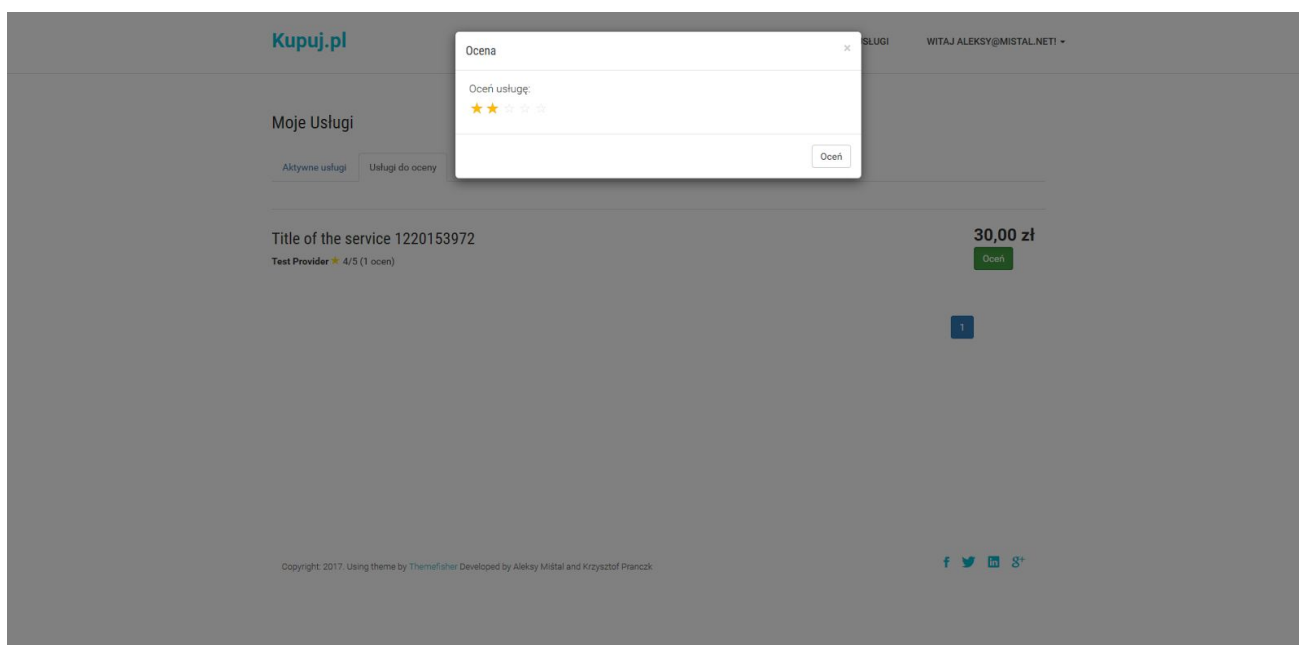 Kupuj.pl
SŁUGI
WITAJ ALEKSY@MISTAL.NET!
Ocena
×
Oceń usługę:
Oceń
Moje Usługi
Aktywne usługi
Usługi do oceny
Title of the service 1220153972
30,00 zł
Test Provider ★ 4/5 (1 ocen)
Oceń
1
Copyright: 2017. Using theme by Themefisher Developed by Aleksy Miśtal and Krzysztof Pranczk